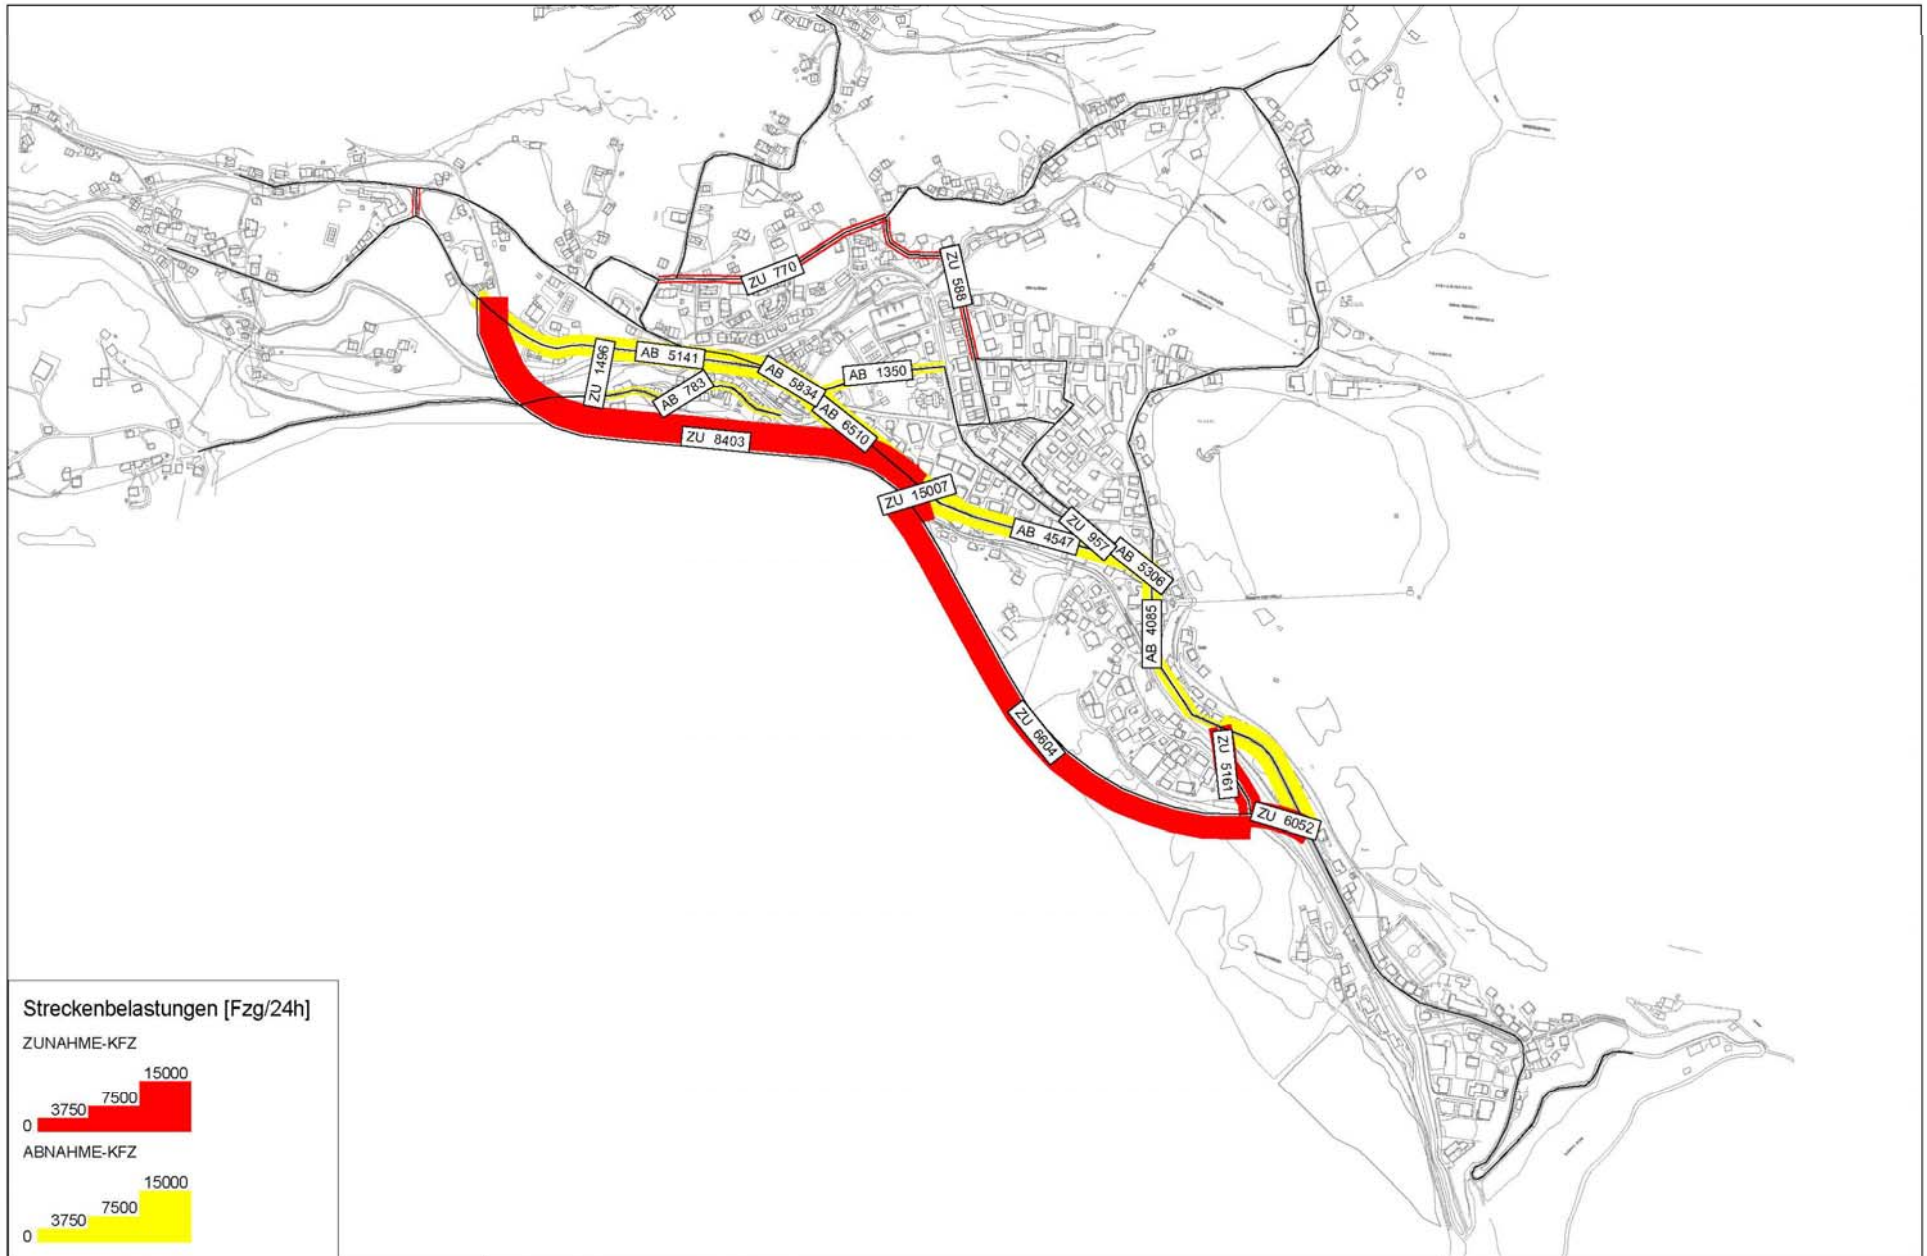 ZU 770
ZU 588
ZU 1496
AB 5141
AB 783
AB 5834
AB 1350
AB 6510
ZU 8403
ZU 15007
AB 4547
ZU 957
AB 5306
AB 4085
ZU 6604
ZU 5161
ZU 6052
Streckenbelastungen [Fzg/24h]
ZUNAHME-KFZ
15000
7500
3750
0
ABNAHME-KFZ
15000
7500
3750
0